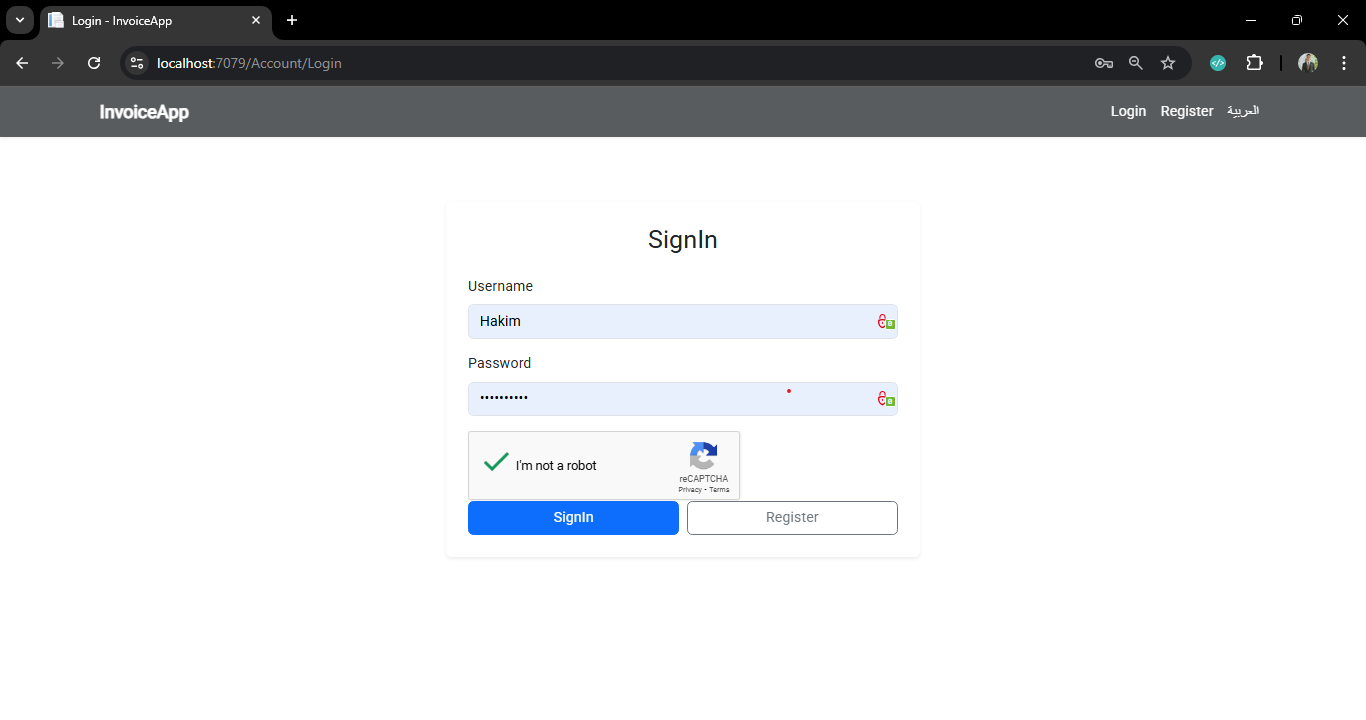 Login - InvoiceApp
localhost:7079/Account/Login
InvoiceApp
Login Register العربية
SignIn
Username
Hakim
Password
••••••••••
I'm not a robot
reCAPTCHA
Privacy - Terms
SignIn Register